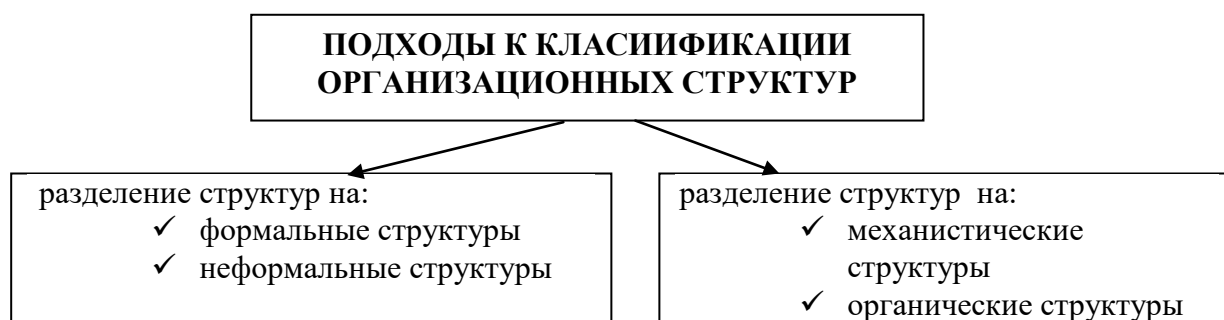 ПОДХОДЫ К КЛАСИИФИКАЦИИ
ОРГАНИЗАЦИОННЫХ СТРУКТУР
разделение структур на:
✓ формальные структуры
✓ неформальные структуры
разделение структур на:
✓ механистические
структуры
✓ органические структуры